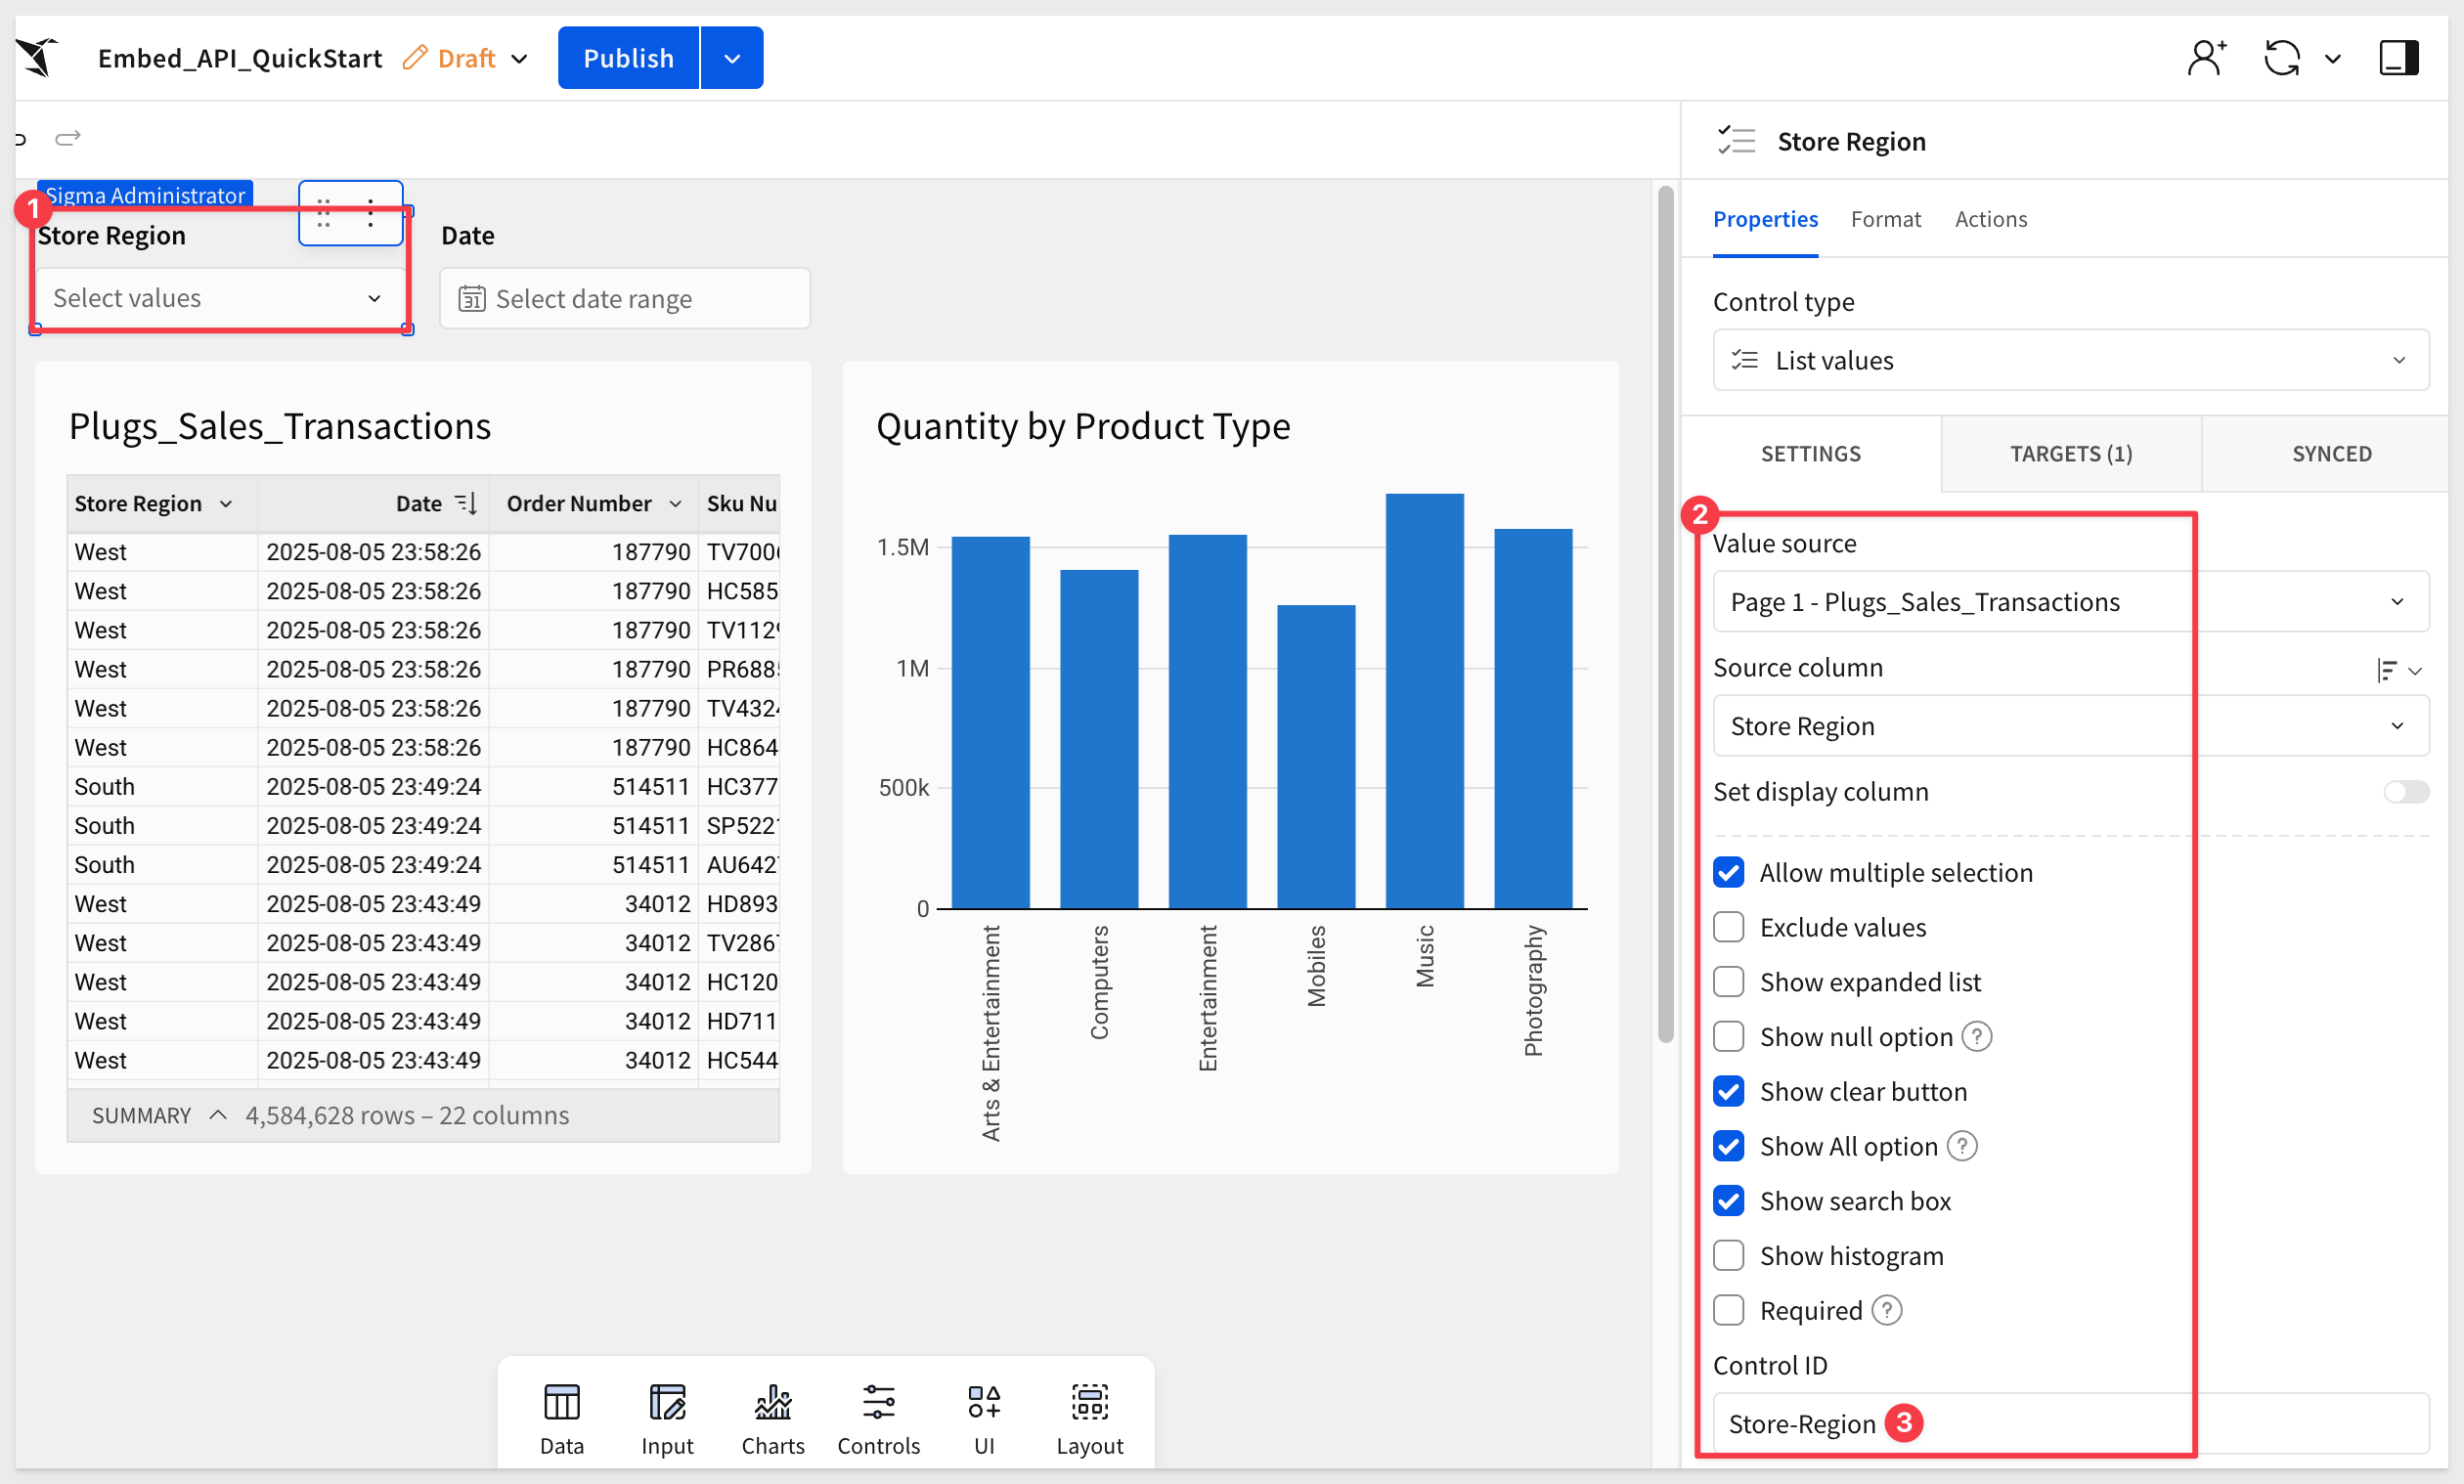 Embed_API_QuickStart Draft Publish
Store Region
Sigma Administrator
1
Store Region Date
Select values 31 Select date range
Properties Format Actions
Control type
List values
Plugs_Sales_Transactions
Store Region Date Order Number Sku Nu
West 2025-08-05 23:58:26 187790 TV700
West 2025-08-05 23:58:26 187790 HC585
West 2025-08-05 23:58:26 187790 TV112
West 2025-08-05 23:58:26 187790 PR688
West 2025-08-05 23:58:26 187790 TV432
West 2025-08-05 23:58:26 187790 HC864
South 2025-08-05 23:49:24 514511 HC377
South 2025-08-05 23:49:24 514511 SP522
South 2025-08-05 23:49:24 514511 AU642
West 2025-08-05 23:43:49 34012 HD893
West 2025-08-05 23:43:49 34012 TV286
West 2025-08-05 23:43:49 34012 HC120
West 2025-08-05 23:43:49 34012 HD711
West 2025-08-05 23:43:49 34012 HC544
SUMMARY 4,584,628 rows – 22 columns
Quantity by Product Type
1.5M
1M
500k
0
Arts & Entertainment
Computers
Entertainment
Mobiles
Music
Photography
SETTINGS TARGETS (1) SYNCED
2
Value source
Page 1 - Plugs_Sales_Transactions
Source column
Store Region
Set display column
Allow multiple selection
Exclude values
Show expanded list
Show null option ?
Show clear button
Show All option ?
Show search box
Show histogram
Required ?
Control ID
Store-Region 3
Data Input Charts Controls UI Layout